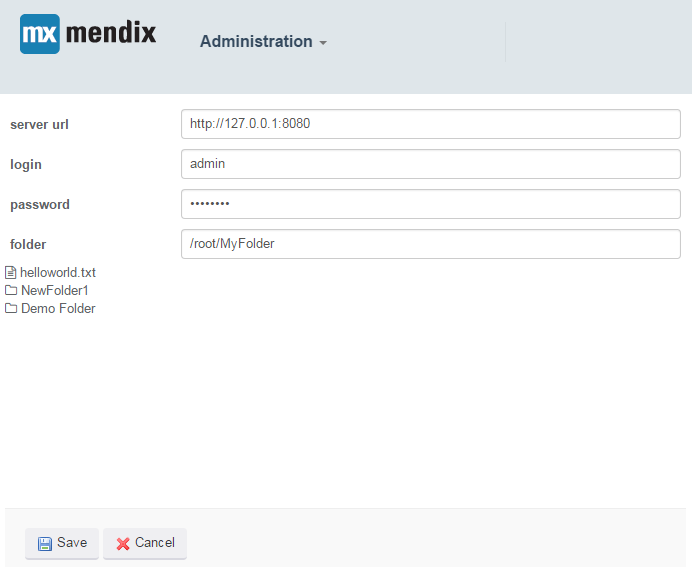 mx mendix
Administration
server url http://127.0.0.1:8080
login admin
password ••••••••
folder /root/MyFolder
helloworld.txt
NewFolder1
Demo Folder
Save Cancel